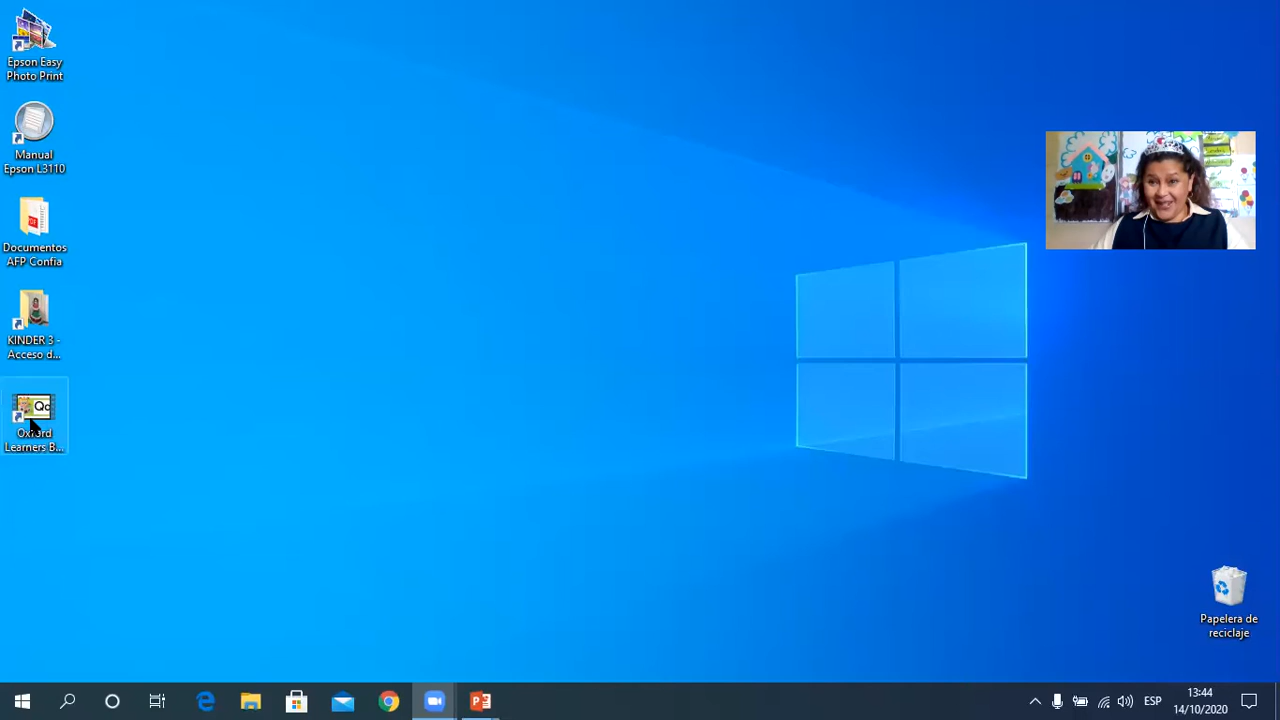 Epson Easy
Photo Print
Manual
Epson L3110
Documentos
AFP Confia
KINDER 3 -
Acceso d...
Qq
Oxford
Learners B...
Papelera de
reciclaje
ESP
13:44
14/10/2020